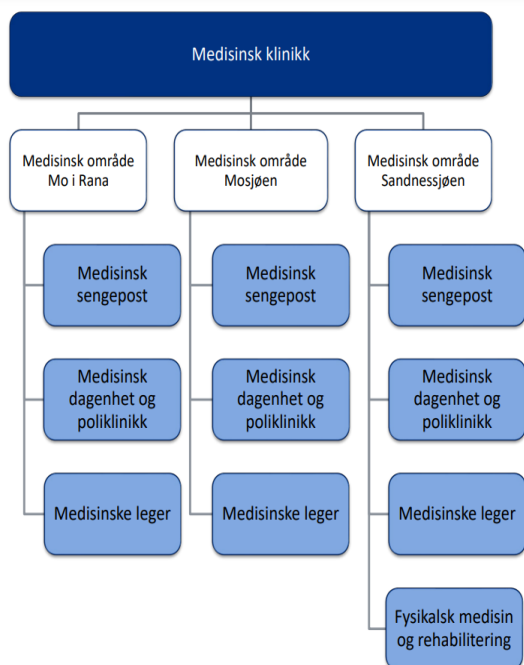 Medisinsk klinikk
Medisinsk område
Mo i Rana
Medisinsk område
Mosjøen
Medisinsk område
Sandnessjøen
Medisinsk
sengepost
Medisinsk
sengepost
Medisinsk
sengepost
Medisinsk
dagenhet og
poliklinikk
Medisinsk
dagenhet og
poliklinikk
Medisinsk
dagenhet og
poliklinikk
Medisinske leger
Medisinske leger
Medisinske leger
Fysikalsk medisin
og rehabilitering